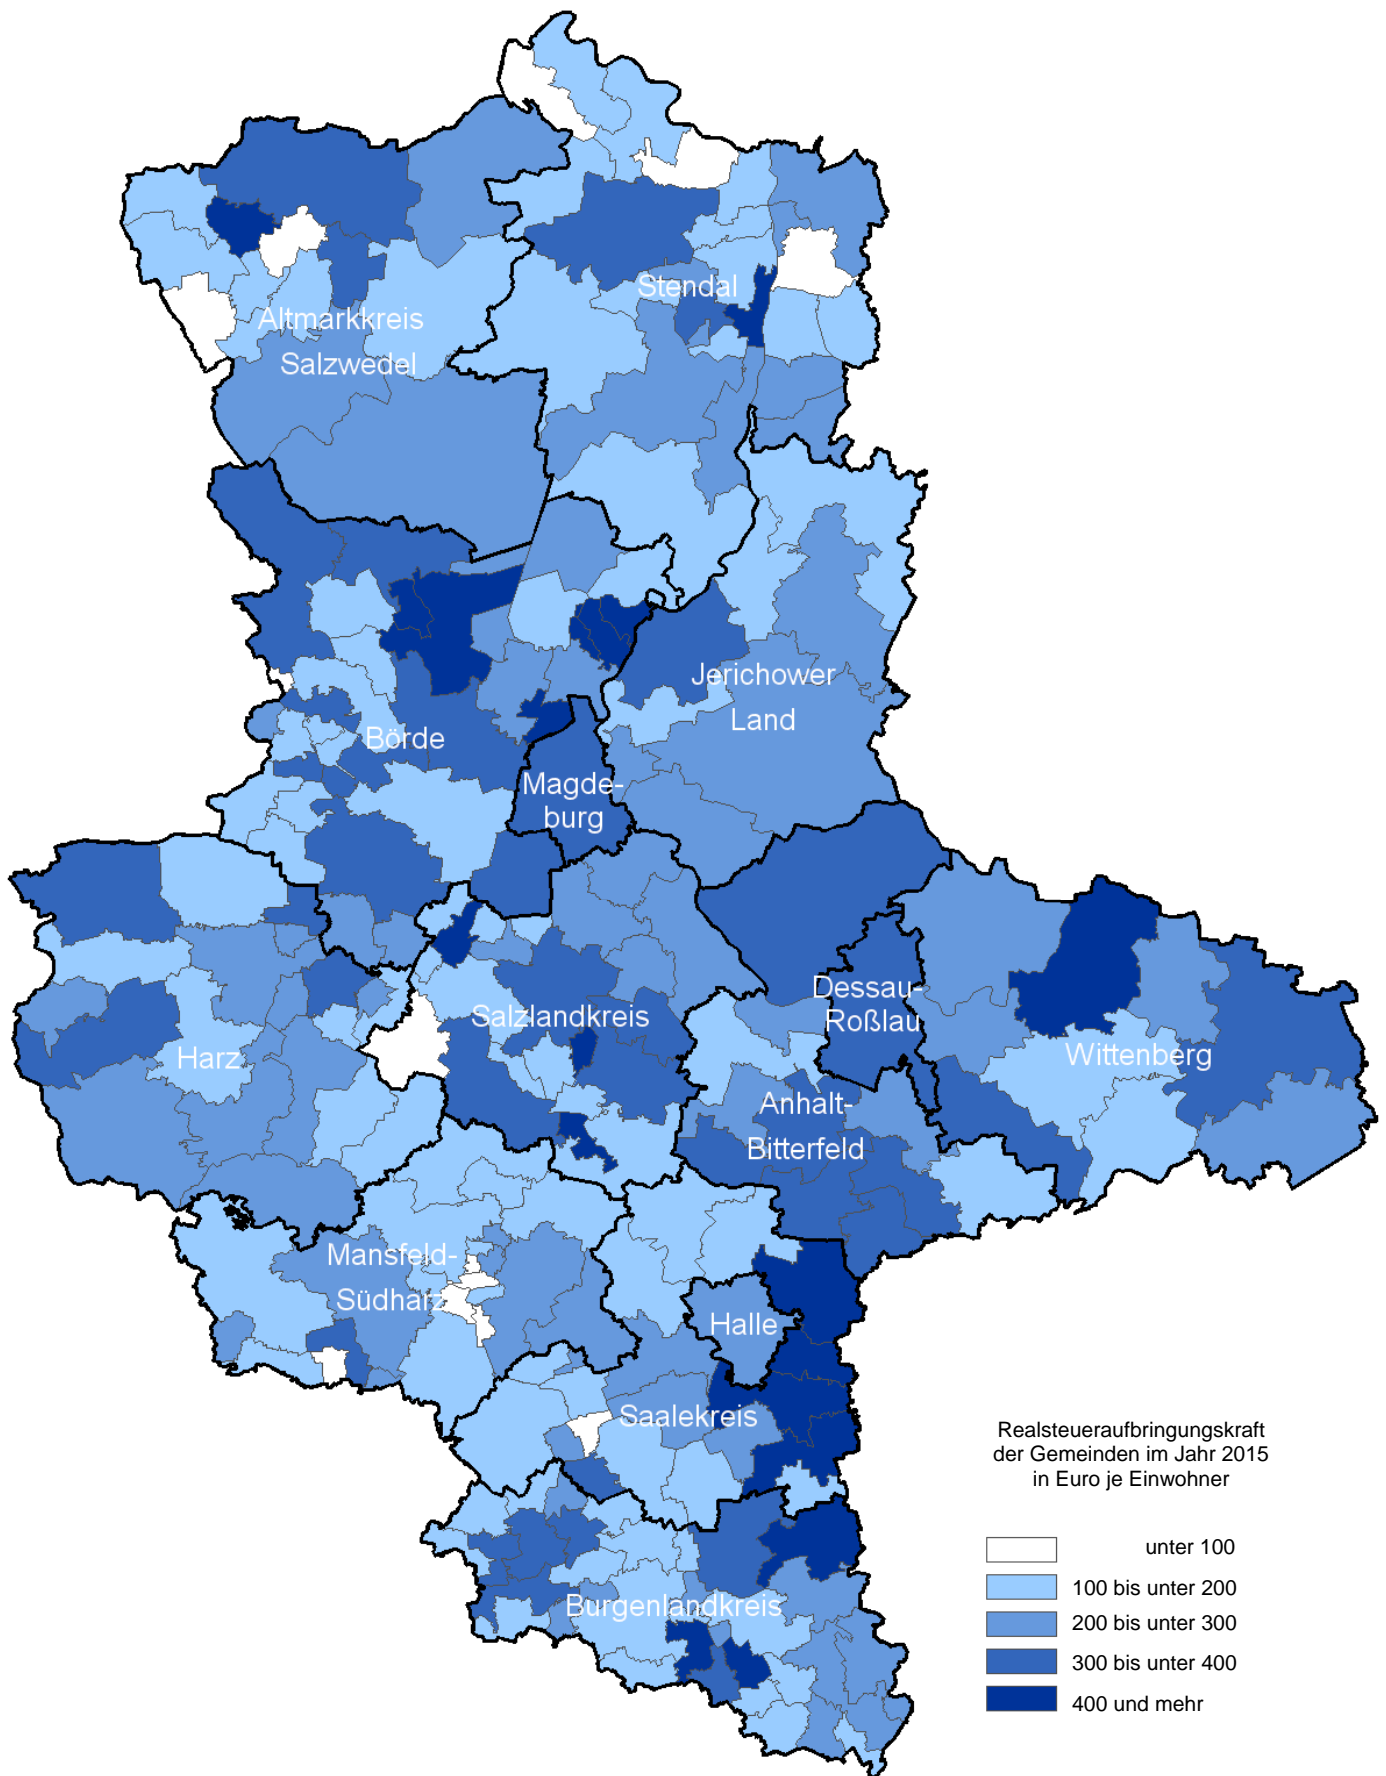 Stendal
Altmarkkreis
Salzwedel
Jerichower
Land
Börde
Magde-
burg
Dessau-
Roßlau
Salzlandkreis
Harz
Wittenberg
Anhalt-
Bitterfeld
Mansfeld-
Südharz
Halle
Saalekreis
Burgenlandkreis
Realsteueraufbringungskraft
der Gemeinden im Jahr 2015
in Euro je Einwohner
unter 100
100 bis unter 200
200 bis unter 300
300 bis unter 400
400 und mehr